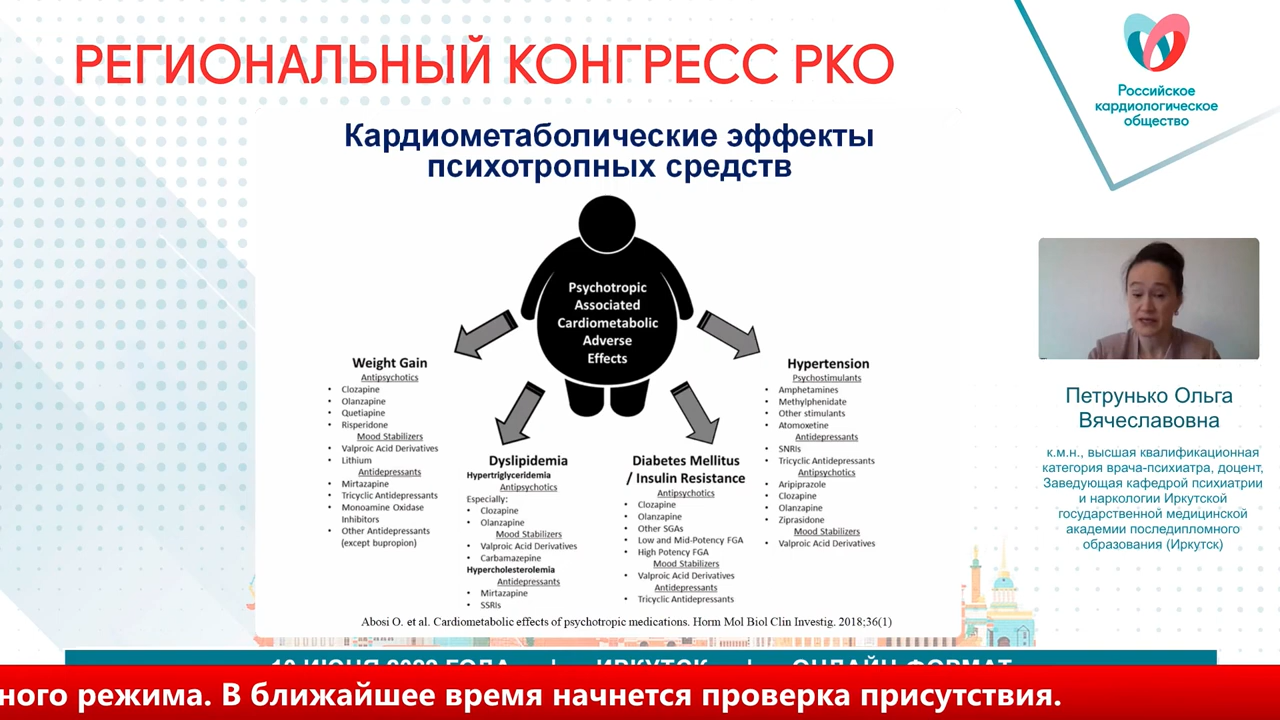 РЕГИОНАЛЬНЫЙ КОНГРЕСС РКО
Российское
кардиологическое
общество
Кардиометаболические эффекты
психотропных средств
Psychotropic
Associated
Cardiometabolic
Adverse
Effects
Weight Gain
Antipsychotics
• Clozapine
• Olanzapine
• Quetiapine
• Risperidone
Mood Stabilizers
• Valproic Acid Derivatives
• Lithium
Antidepressants
• Mirtazapine
• Tricyclic Antidepressants
• Monoamine Oxidase
Inhibitors
• Other Antidepressants
(except bupropion)
Dyslipidemia
Hypertriglyceridemia
Antipsychotics
Especially:
• Clozapine
• Olanzapine
Mood Stabilizers
• Valproic Acid Derivatives
• Carbamazepine
Hypercholesterolemia
Antidepressants
• Mirtazapine
• SSRIs
Diabetes Mellitus
/ Insulin Resistance
Antipsychotics
• Clozapine
• Olanzapine
• Other SGAs
• Low and Mid-Potency FGA
• High Potency FGA
Mood Stabilizers
• Valproic Acid Derivatives
Antidepressants
• Tricyclic Antidepressants
Hypertension
Psychostimulants
• Amphetamines
• Methylphenidate
• Other stimulants
• Atomoxetine
Antidepressants
• SNRIs
• Tricyclic Antidepressants
Antipsychotics
• Aripiprazole
• Clozapine
• Olanzapine
• Ziprasidone
Mood Stabilizers
• Valproic Acid Derivatives
Abosi O. et al. Cardiometabolic effects of psychotropic medications. Horm Mol Biol Clin Investig. 2018;36(1)
Петрунько Ольга
Вячеславовна
к.м.н., высшая квалификационная
категория врача-психиатра, доцент,
Заведующая кафедрой психиатрии
и наркологии Иркутской
государственной медицинской
академии последипломного
образования (Иркутск)
ИЮНЯ 2022 ГОДА | ИРКУТСК | ОНЛАЙН-ФОРМАТ
ного режима. В ближайшее время начнется проверка присутствия.